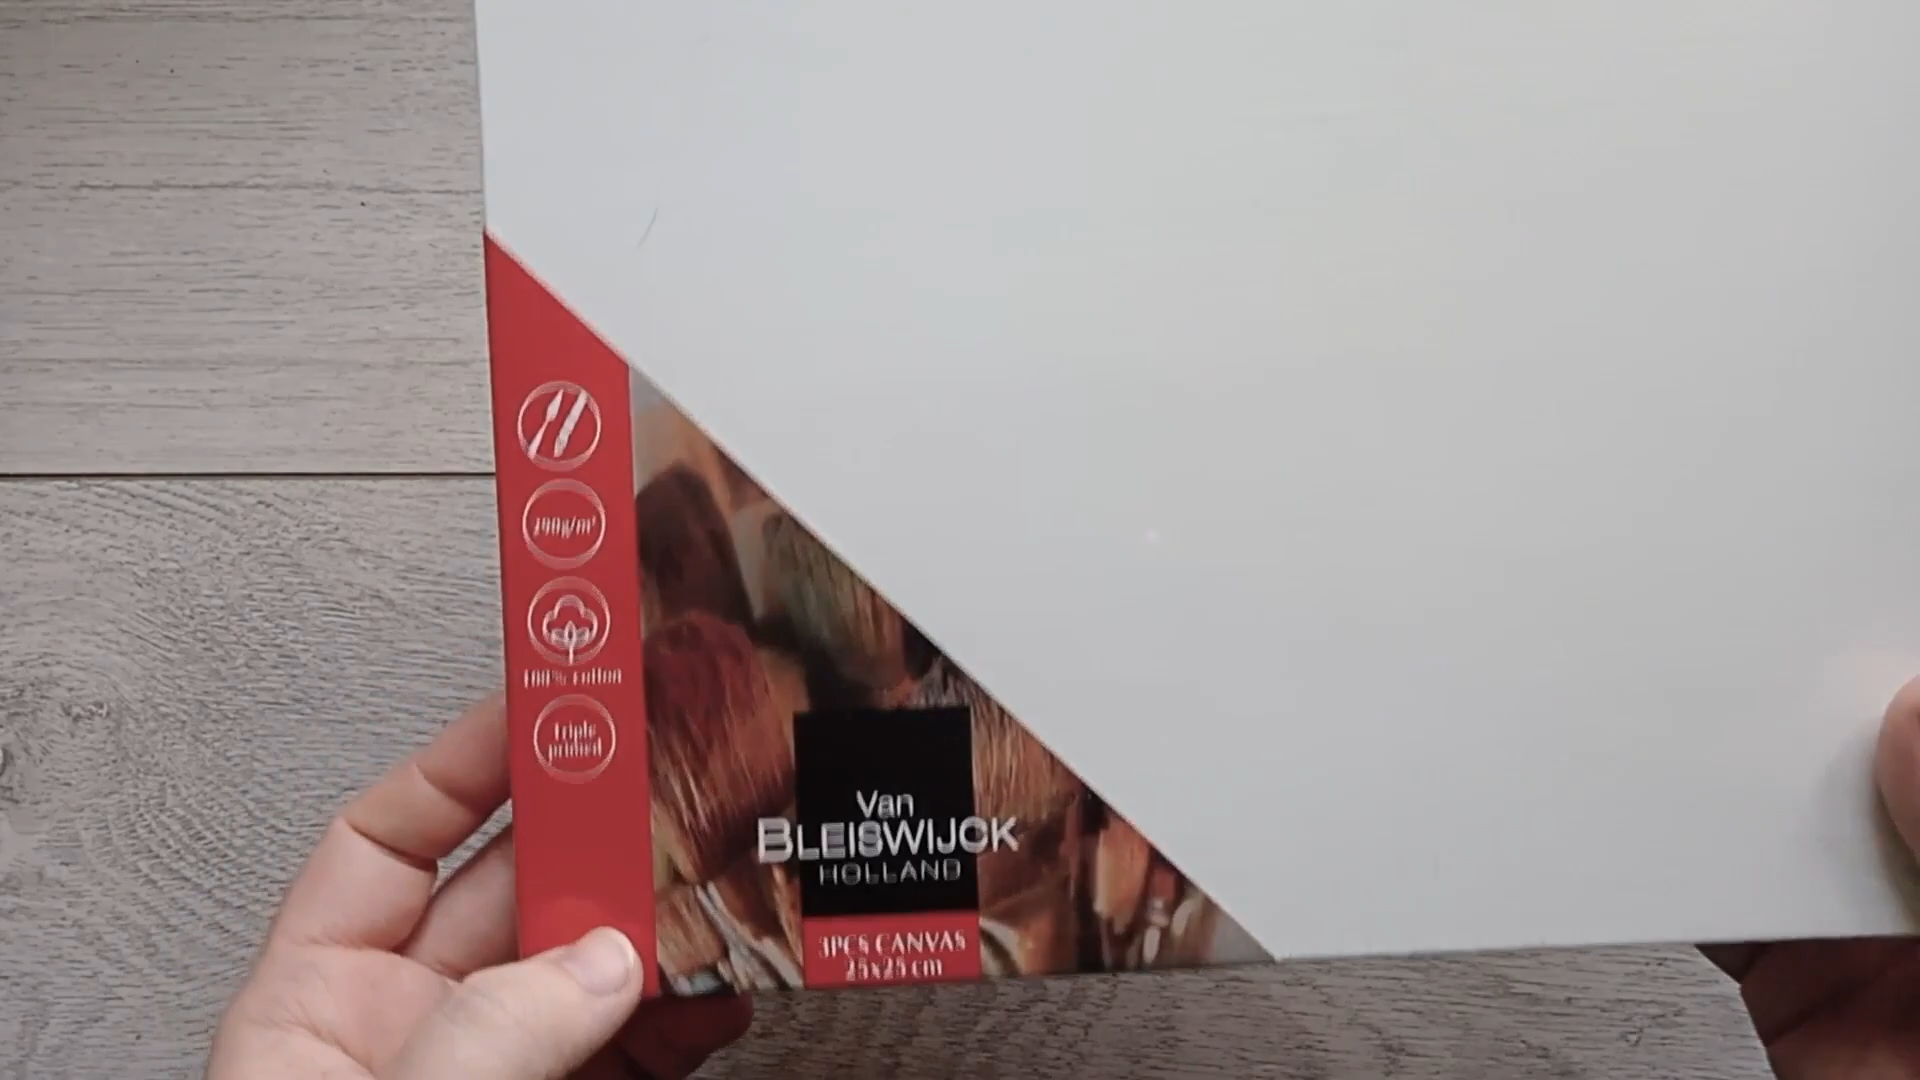 100% cotton
triple
primed
Van
BLEISWIJCK
HOLLAND
3PCS CANVAS
25x25 cm